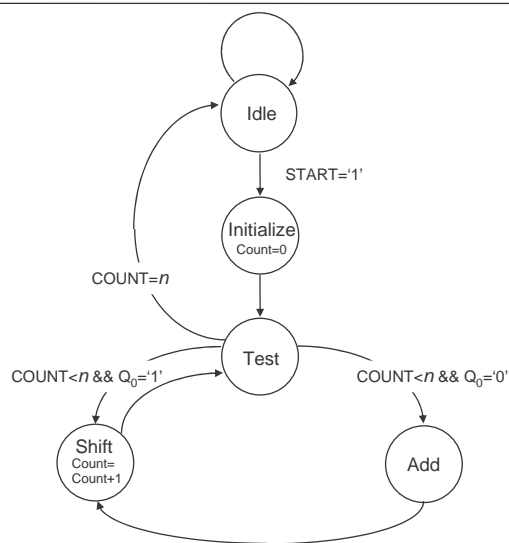 Idle
START=‘1’
Initialize
Count=0
COUNT=n
Test
COUNT<n && Q0=‘1’
COUNT<n && Q0=‘0’
Shift
Count=
Count+1
Add